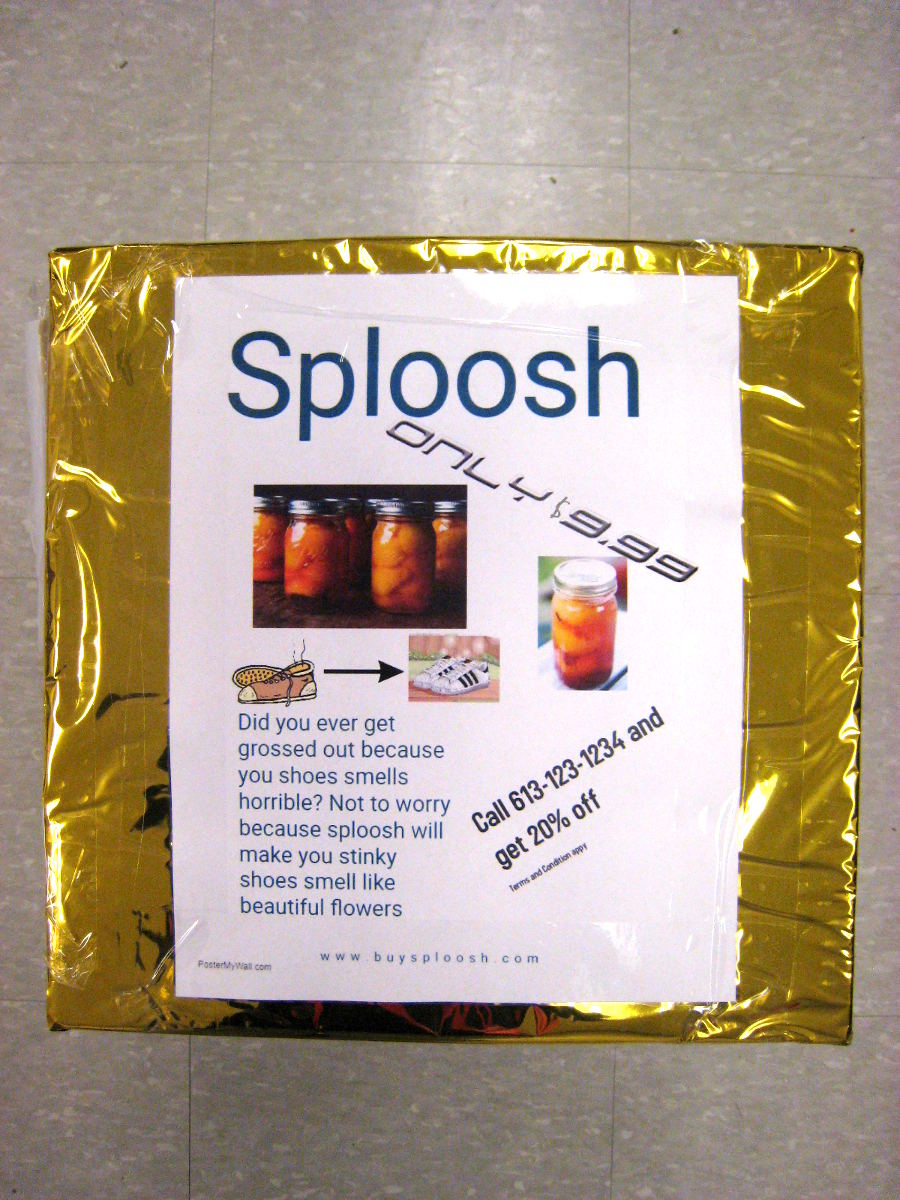 Sploosh
ONLY $9.99
Did you ever get
grossed out because
you shoes smells
horrible? Not to worry
because sploosh will
make you stinky
shoes smell like
beautiful flowers
Call 613-123-1234 and
get 20% off
Terms and Condition appy
www.buysploosh.com
PosterMyWall.com